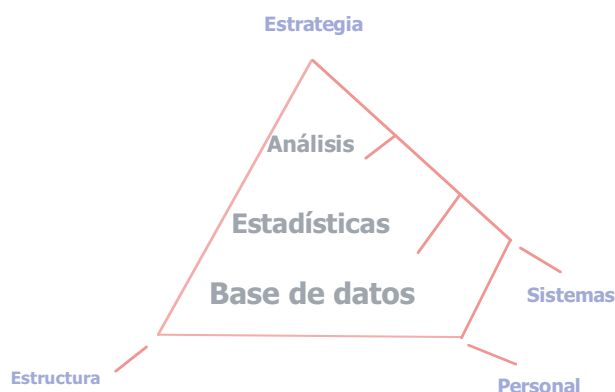 Estrategia
Análisis
Estadísticas
Base de datos
Sistemas
Estructura
Personal